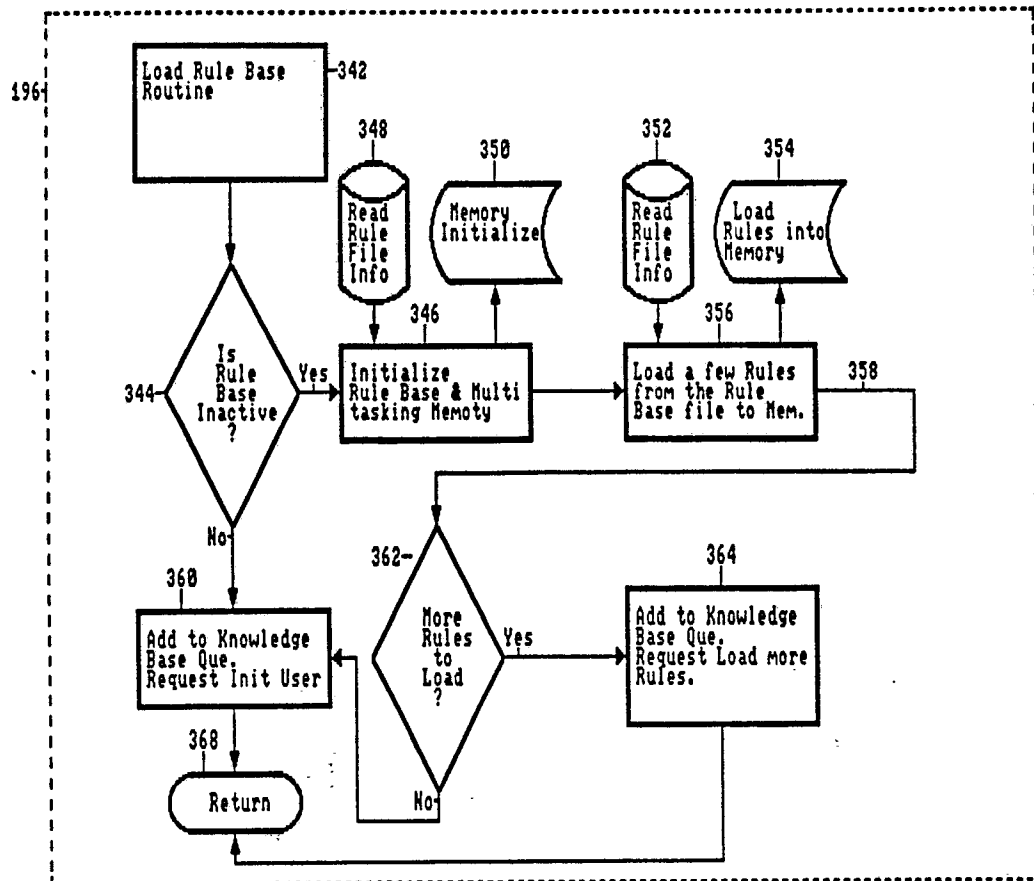 196
Load Rule Base
Routine
342
348
350
352
354
Read
Rule
File
Info
Memory
Initialize
Read
Rule
File
Info
Load
Rules into
Memory
346
356
344
Is
Rule
Base
Inactive
?
Yes
Initialize
Rule Base & Multi
tasking Memoty
Load a few Rules
from the Rule
Base file to Mem.
358
No
362
360
364
Add to Knowledge
Base Que.
Request Init User
More
Rules
to
Load
?
Yes
Add to Knowledge
Base Que.
Request Load more
Rules.
368
Return
No